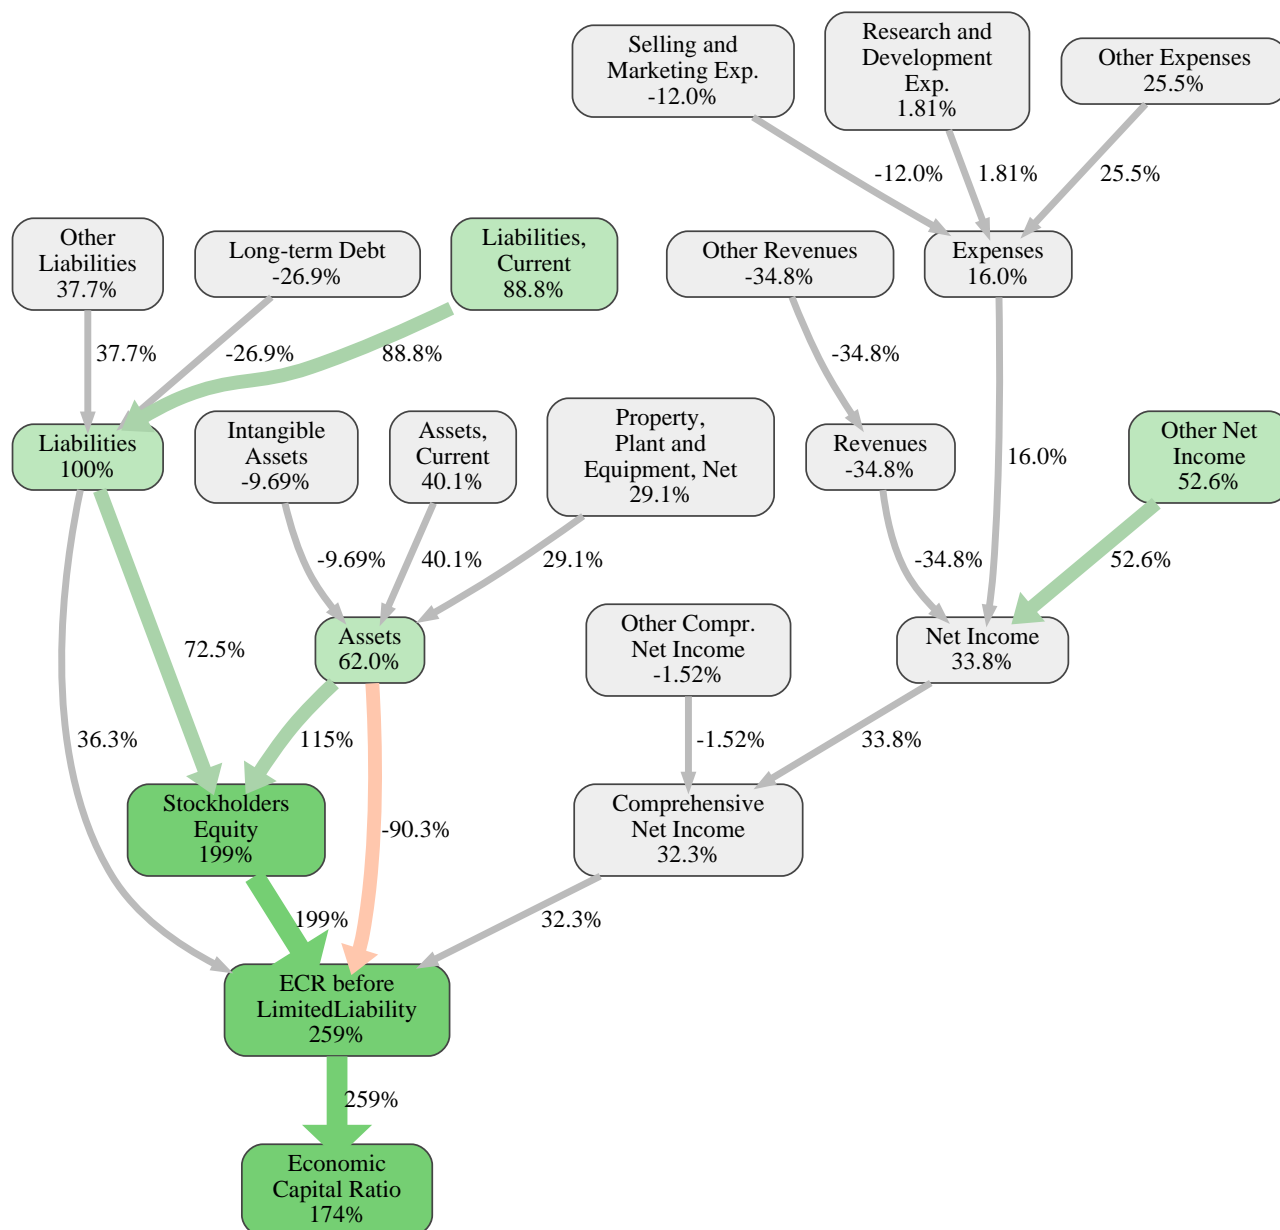 Selling and
Marketing Exp.
-12.0%
Research and
Development
Exp.
1.81%
Other Expenses
25.5%
-12.0%
1.81%
25.5%
Other
Liabilities
37.7%
Long-term Debt
-26.9%
Liabilities,
Current
88.8%
Other Revenues
-34.8%
Expenses
16.0%
37.7%
-26.9%
88.8%
-34.8%
16.0%
Liabilities
100%
Intangible
Assets
-9.69%
Assets,
Current
40.1%
Property,
Plant and
Equipment, Net
29.1%
Revenues
-34.8%
Other Net
Income
52.6%
-9.69%
40.1%
29.1%
-34.8%
52.6%
72.5%
Assets
62.0%
Other Compr.
Net Income
-1.52%
Net Income
33.8%
36.3%
115%
-90.3%
-1.52%
33.8%
Stockholders
Equity
199%
Comprehensive
Net Income
32.3%
199%
32.3%
ECR before
LimitedLiability
259%
259%
Economic
Capital Ratio
174%